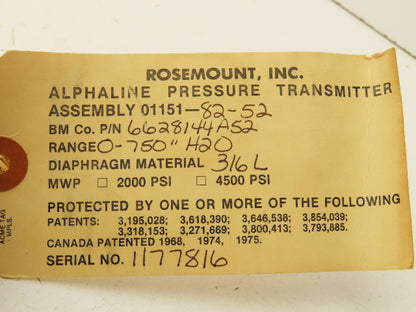 ROSEMOUNT, INC.
ALPHALINE PRESSURE TRANSMITTER
ASSEMBLY 01151-82-52
BM Co. P/N 6628144A52
RANGE 0-750" H2O
DIAPHRAGM MATERIAL 316L
MWP ☐ 2000 PSI ☐ 4500 PSI
PROTECTED BY ONE OR MORE OF THE FOLLOWING
PATENTS: 3,195,028; 3,618,390; 3,646,538; 3,854,039;
3,318,153; 3,271,669; 3,800,413; 3,793,885.
CANADA PATENTED 1968, 1974, 1975.
SERIAL NO. 1177816
ACME TAG
MPLS.